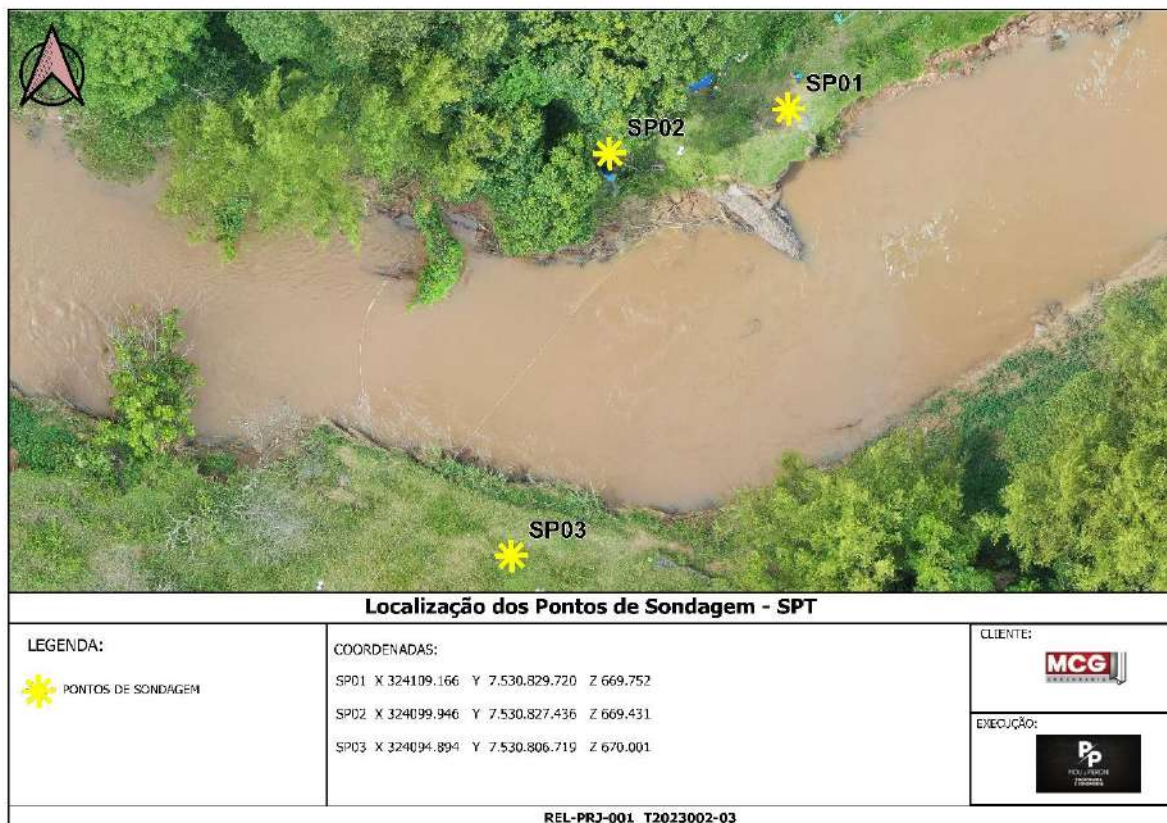 SP01
SP02
SP03
Localização dos Pontos de Sondagem - SPT
LEGENDA:
PONTOS DE SONDAGEM
COORDENADAS:
SP01 X 324109.166 Y 7.530.829.720 Z 669.752
SP02 X 324099.946 Y 7.530.827.436 Z 669.431
SP03 X 324094.894 Y 7.530.806.719 Z 670.001
CLIENTE:
MCG
EXECUÇÃO:
PP
REL-PRJ-001 T2023002-03